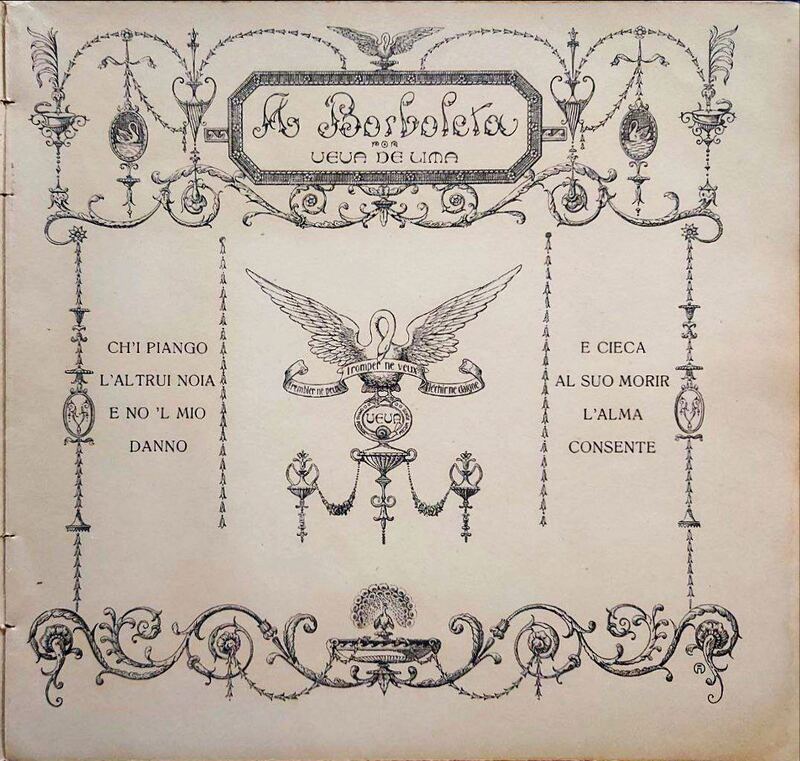 A Borboleta
POR
VEVA DE LIMA
CH'I PIANGO
L'ALTRUI NOIA
E NO 'L MIO
DANNO
Tromper ne veux
Trembler ne peux
Fléchir ne daigne
VEVA
E CIECA
AL SUO MORIR
L'ALMA
CONSENTE